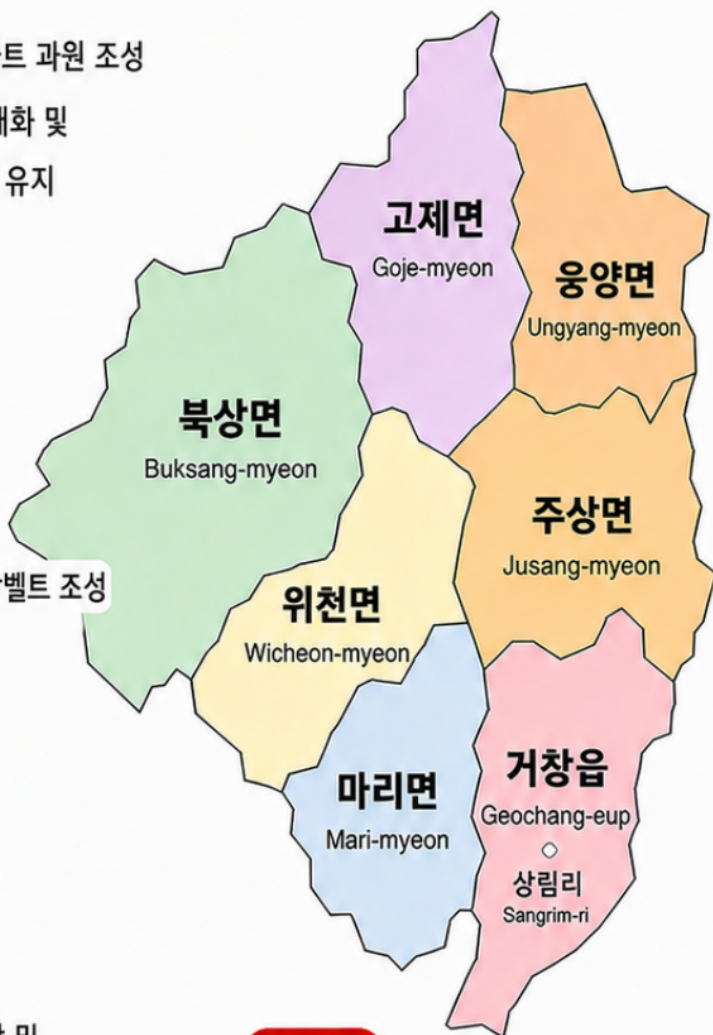 트 과원 조성
및
유지
고제면
Goje-myeon
웅양면
Ungyang-myeon
북상면
Buksang-myeon
주상면
Jusang-myeon
벨트 조성
위천면
Wicheon-myeon
마리면
Mari-myeon
거창읍
Geochang-eup
상림리
Sangrim-ri